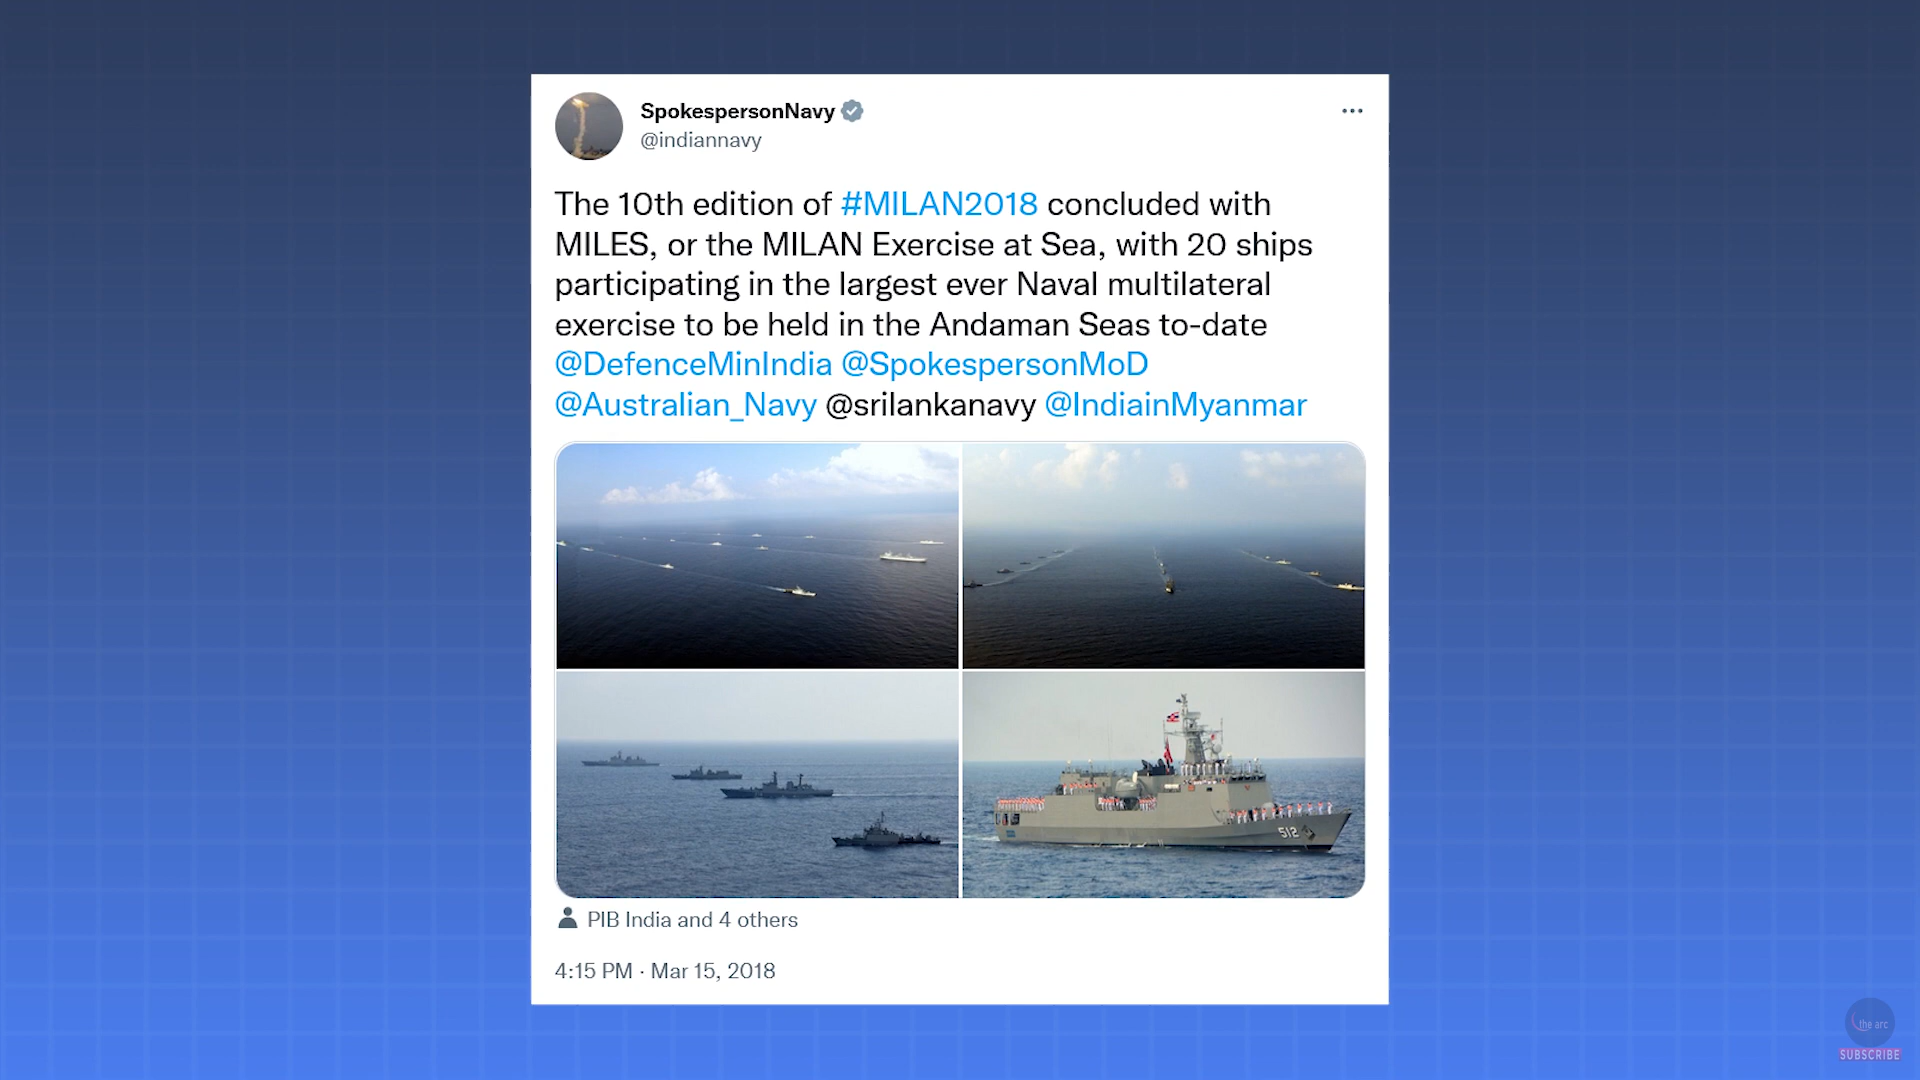 SpokespersonNavy
@indiannavy
The 10th edition of #MILAN2018 concluded with
MILES, or the MILAN Exercise at Sea, with 20 ships
participating in the largest ever Naval multilateral
exercise to be held in the Andaman Seas to-date
@DefenceMinIndia @SpokespersonMoD
@Australian_Navy @srilankanavy @IndiainMyanmar
512
PIB India and 4 others
4:15 PM · Mar 15, 2018
the arc
SUBSCRIBE